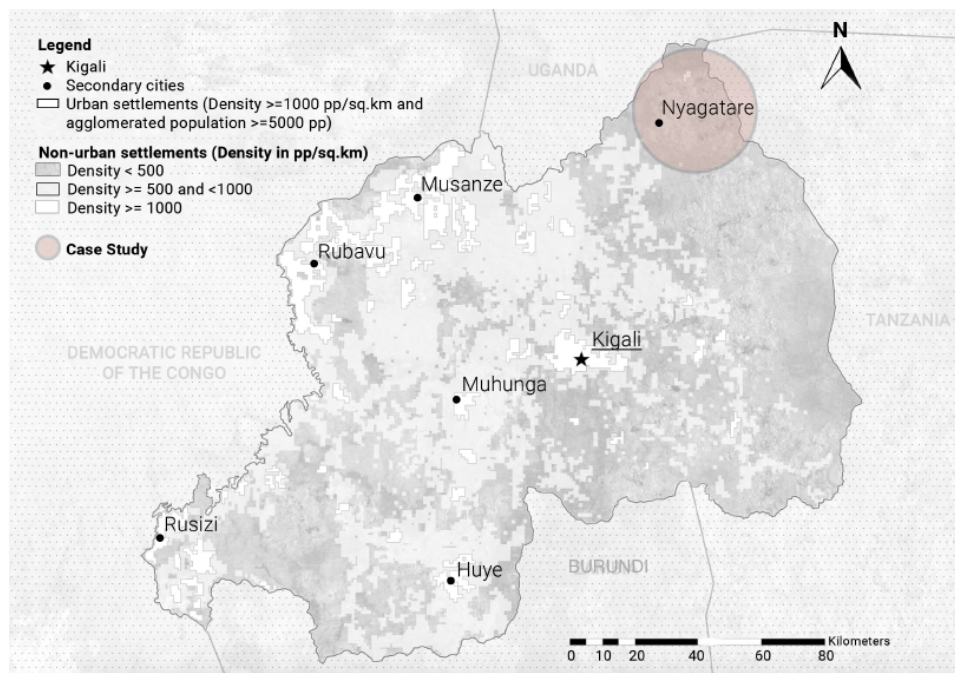 Legend
Kigali
Secondary cities
Urban settlements (Density >=1000 pp/sq.km and
agglomerated population >=5000 pp)
Non-urban settlements (Density in pp/sq.km)
Density < 500
Density >= 500 and <1000
Density >= 1000
Case Study
N
UGANDA
Nyagatare
Musanze
Rubavu
TANZANIA
Kigali
DEMOCRATIC REPUBLIC
OF THE CONGO
Muhunga
Rusizi
Huye
BURUNDI
Kilometers
0 10 20 40 60 80